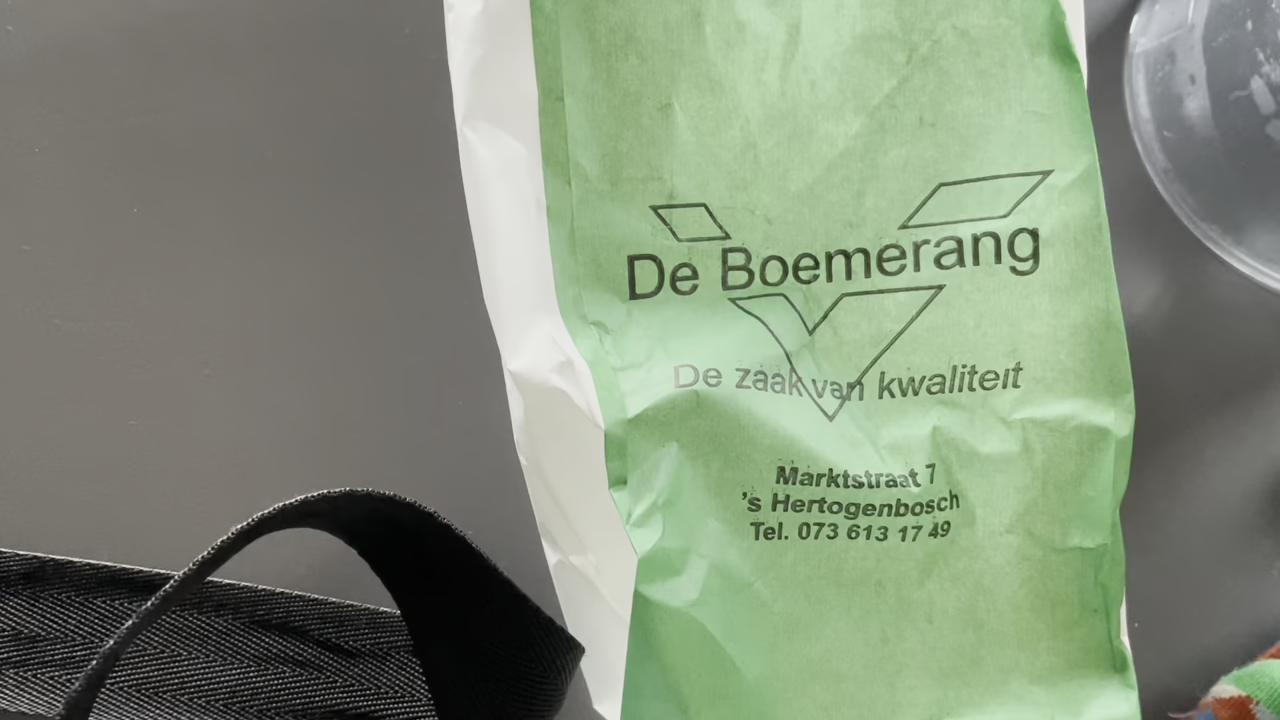 De Boemerang
De zaak van kwaliteit
Marktstraat 7
's Hertogenbosch
Tel. 073 613 17 49